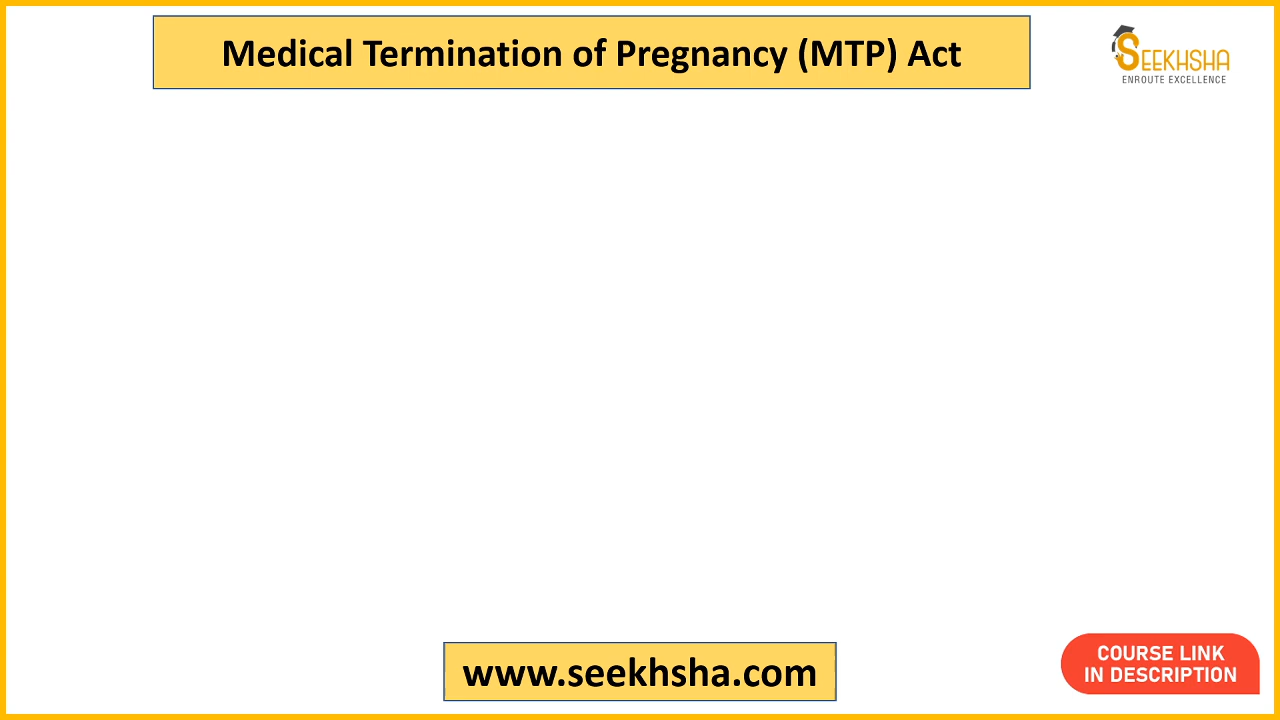 Medical Termination of Pregnancy (MTP) Act
SEEKHSHA
ENROUTE EXCELLENCE
www.seekhsha.com
COURSE LINK
IN DESCRIPTION